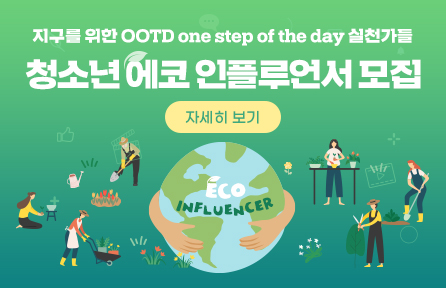 지구를 위한 OOTD one step of the day 실천가들
청소년 에코 인플루언서 모집
자세히 보기
ECO
INFLUENCER